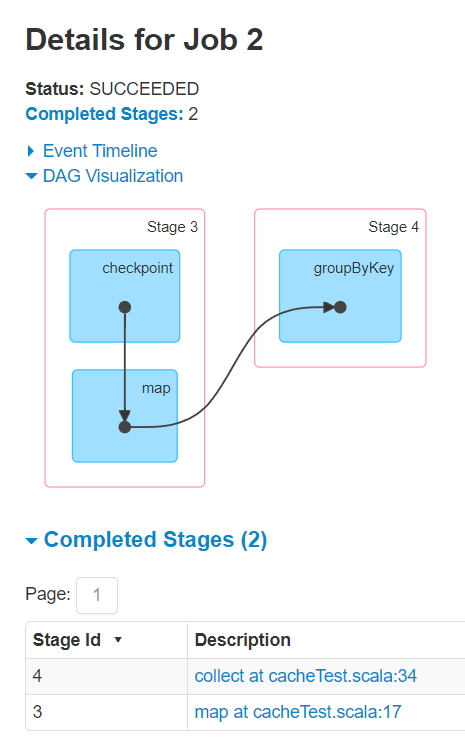 Details for Job 2
Status: SUCCEEDED
Completed Stages: 2
Event Timeline
DAG Visualization
Stage 3
Stage 4
checkpoint
groupByKey
map
Completed Stages (2)
Page: 1
Stage Id Description
4 collect at cacheTest.scala:34
3 map at cacheTest.scala:17